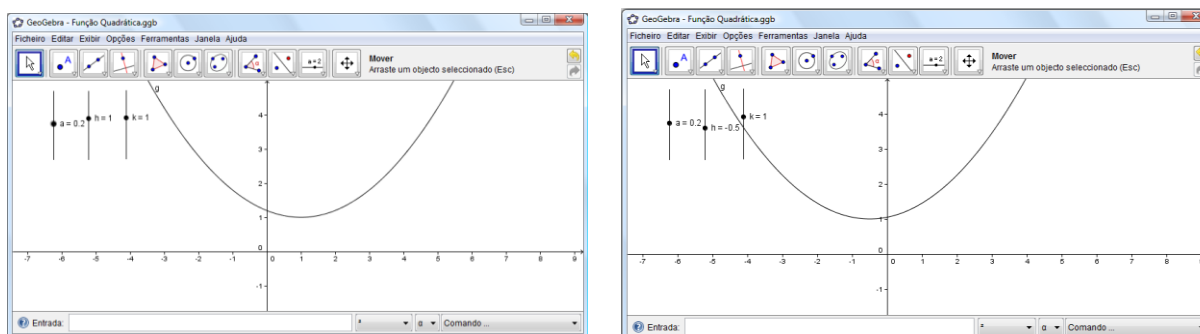 GeoGebra - Função Quadrática.ggb
Ficheiro Editar Exibir Opções Ferramentas Janela Ajuda
A
α
a=2
Mover
Arraste um objecto seleccionado (Esc)
g
a = 0.2
h = 1
k = 1
4
3
2
1
0
-1
-7 -6 -5 -4 -3 -2 -1 0 1 2 3 4 5 6 7 8 9
Entrada:
² α Comando ...
GeoGebra - Função Quadrática.ggb
Ficheiro Editar Exibir Opções Ferramentas Janela Ajuda
A
α
a=2
Mover
Arraste um objecto seleccionado (Esc)
g
a = 0.2
h = -0.5
k = 1
4
3
2
1
0
-1
-7 -6 -5 -4 -3 -2 -1 0 1 2 3 4 5 6 7 8
Entrada:
² α Comando ...